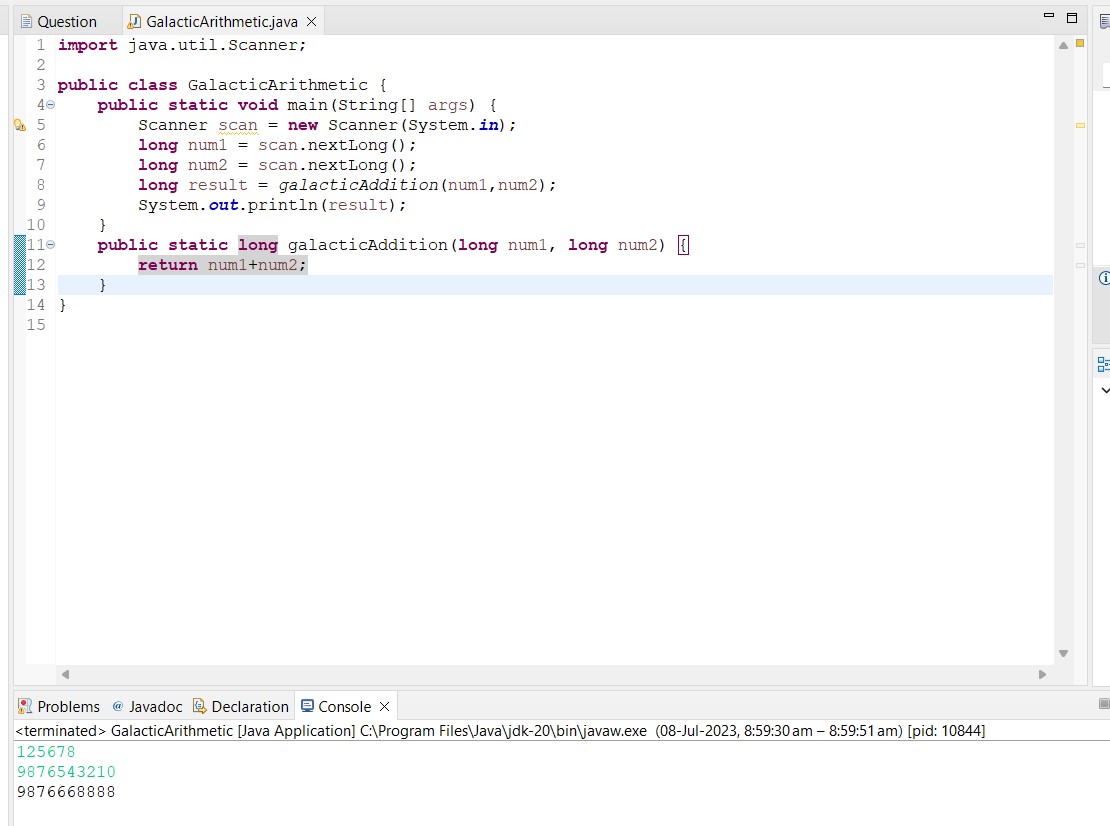 Question GalacticArithmetic.java
1 import java.util.Scanner;
2
3 public class GalacticArithmetic {
4 public static void main(String[] args) {
5 Scanner scan = new Scanner(System.in);
6 long num1 = scan.nextLong();
7 long num2 = scan.nextLong();
8 long result = galacticAddition(num1,num2);
9 System.out.println(result);
10 }
11 public static long galacticAddition(long num1, long num2) {
12 return num1+num2;
13 }
14 }
15
Problems @ Javadoc Declaration Console
<terminated> GalacticArithmetic [Java Application] C:\Program Files\Java\jdk-20\bin\javaw.exe (08-Jul-2023, 8:59:30 am – 8:59:51 am) [pid: 10844]
125678
9876543210
9876668888